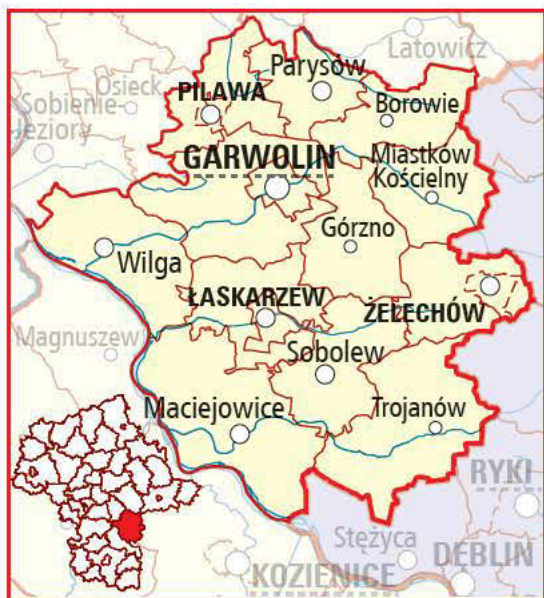 Latowicz
Parysów
Osieck
PILAWA
Sobienie-
Jeziory
Borowie
GARWOLIN
Miastków
Kościelny
Górzno
Wilga
ŁASKARZEW
ŻELECHÓW
Magnuszew
Sobolew
Maciejowice
Trojanów
RYKI
Stężyca
DĘBLIN
KOZIENICE